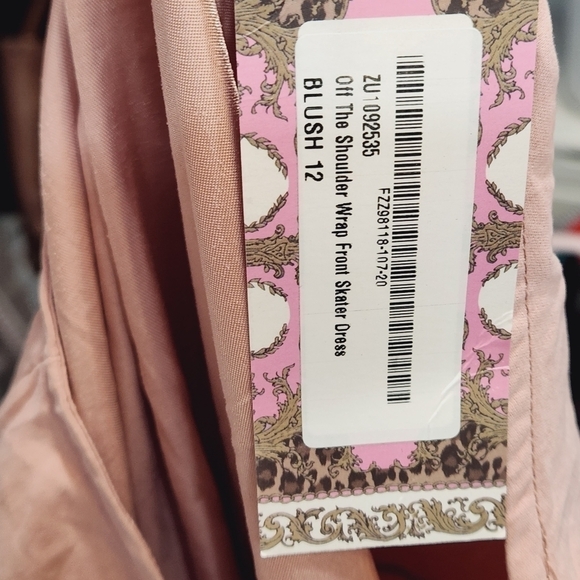 FZZ98118-107-20
ZU1092535
Off The Shoulder Wrap Front Skater Dress
BLUSH 12